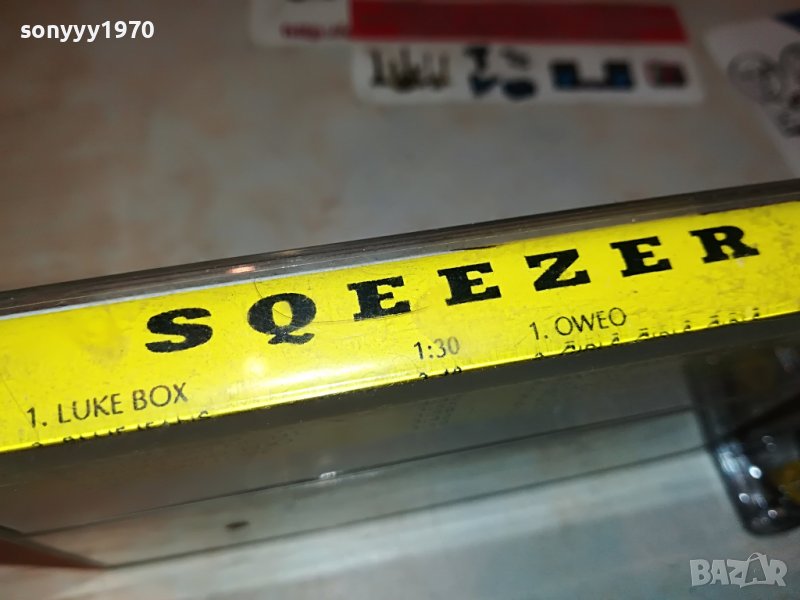 sonyyy1970
SQEEZER
1. LUKE BOX 1:30 1. OWEO
BAZAR